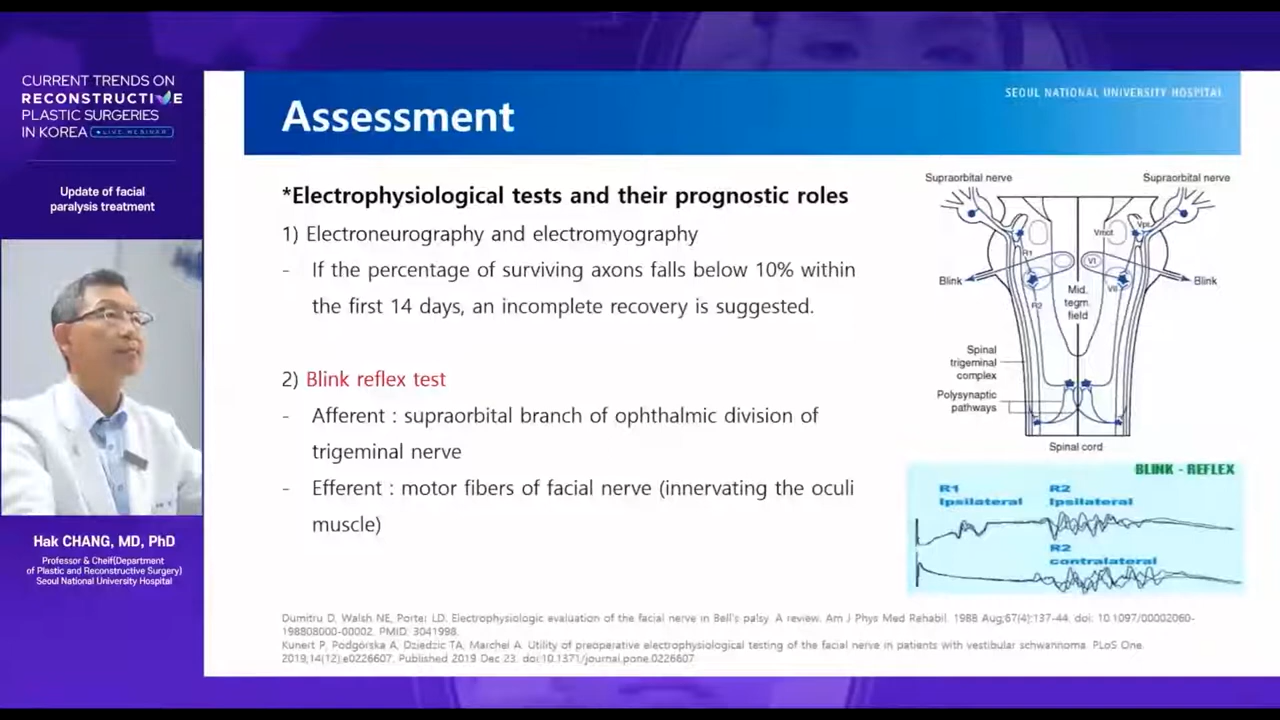 CURRENT TRENDS ON
RECONSTRUCTIVE
PLASTIC SURGERIES
IN KOREA LIVE WEBINAR
Update of facial
paralysis treatment
Hak CHANG, MD, PhD
Professor & Cheif(Department
of Plastic and Reconstructive Surgery)
Seoul National University Hospital
SEOUL NATIONAL UNIVERSITY HOSPITAL
Assessment
*Electrophysiological tests and their prognostic roles
1) Electroneurography and electromyography
- If the percentage of surviving axons falls below 10% within
the first 14 days, an incomplete recovery is suggested.
2) Blink reflex test
- Afferent : supraorbital branch of ophthalmic division of
trigeminal nerve
- Efferent : motor fibers of facial nerve (innervating the oculi
muscle)
Supraorbital nerve
Supraorbital nerve
Vmot
Vpr
R1
VI
Blink
Blink
VII
R2
Mid.
tegm.
field
Spinal
trigeminal
complex
Polysynaptic
pathways
Spinal cord
BLINK - REFLEX
R1
Ipsilateral
R2
Ipsilateral
R2
contralateral
Dumitru D, Walsh NE, Porter LD. Electrophysiologic evaluation of the facial nerve in Bell's palsy. A review. Am J Phys Med Rehabil. 1988 Aug;67(4):137-44. doi: 10.1097/00002060-
198808000-00002. PMID: 3041998.
Kunert P, Podgórska A, Dziedzic TA, Marchel A. Utility of preoperative electrophysiological testing of the facial nerve in patients with vestibular schwannoma. PLoS One.
2019;14(12):e0226607. Published 2019 Dec 23. doi:10.1371/journal.pone.0226607